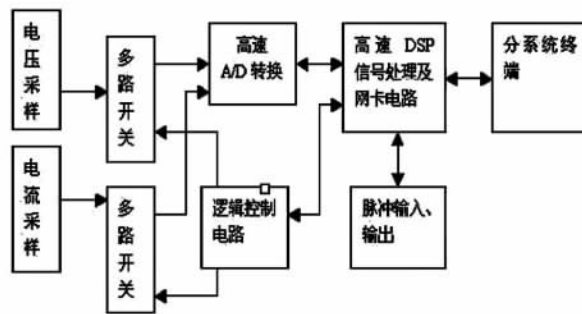 电压采样
多路开关
高速
A/D 转换
高速 DSP
信号处理及
网卡电路
分系统终
端
电流采样
多路开关
逻辑控制
电路
脉冲输入、
输出